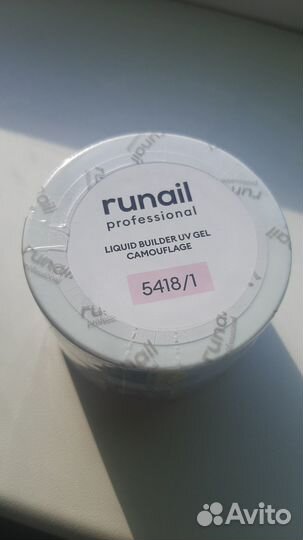 runail
professional
LIQUID BUILDER UV GEL
CAMOUFLAGE
5418/1
Avito